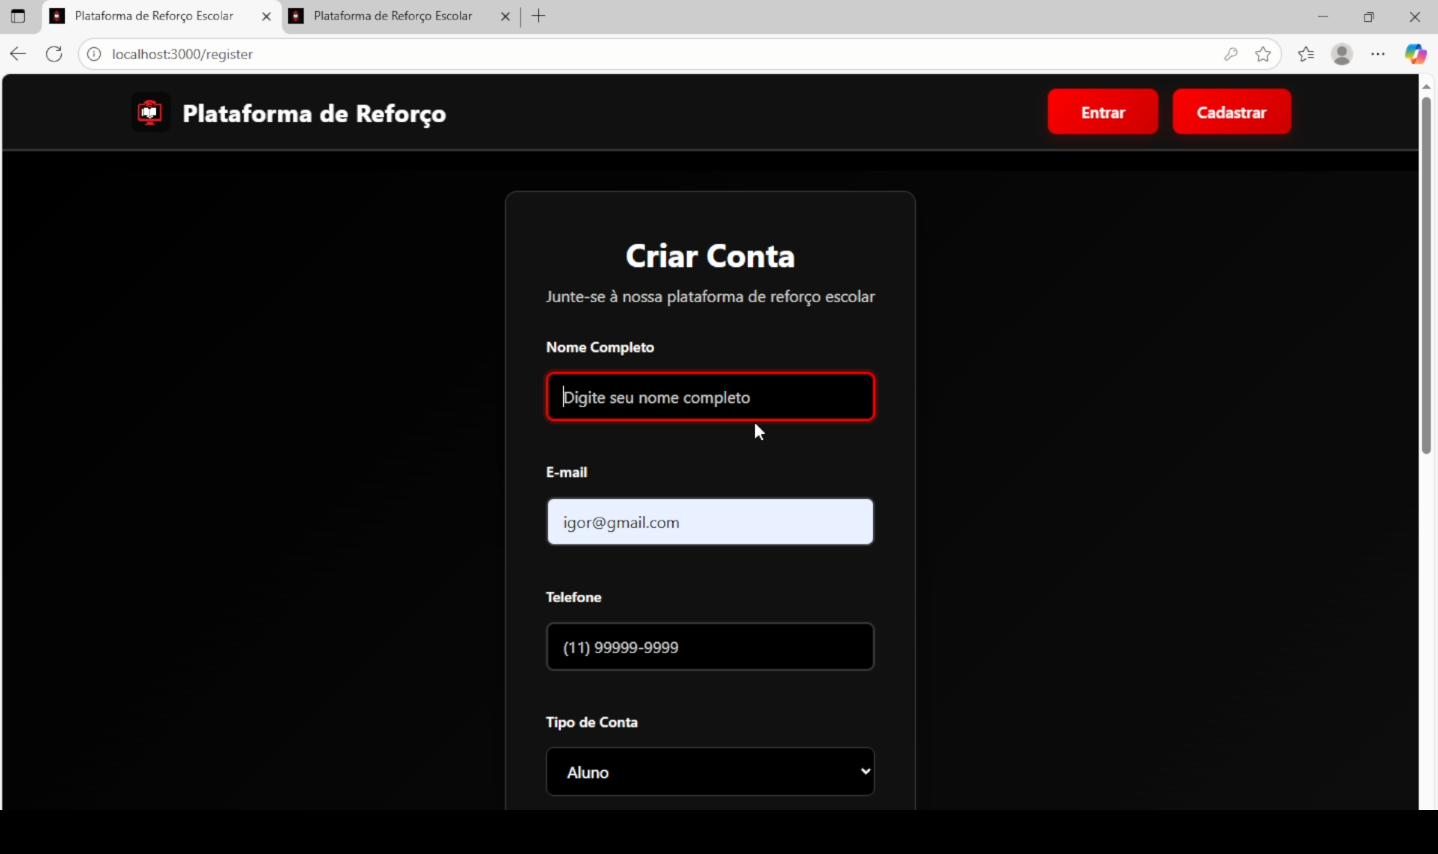 Plataforma de Reforço Escolar
Plataforma de Reforço Escolar
localhost:3000/register
Plataforma de Reforço
Entrar
Cadastrar
Criar Conta
Junte-se à nossa plataforma de reforço escolar
Nome Completo
Digite seu nome completo
E-mail
igor@gmail.com
Telefone
(11) 99999-9999
Tipo de Conta
Aluno